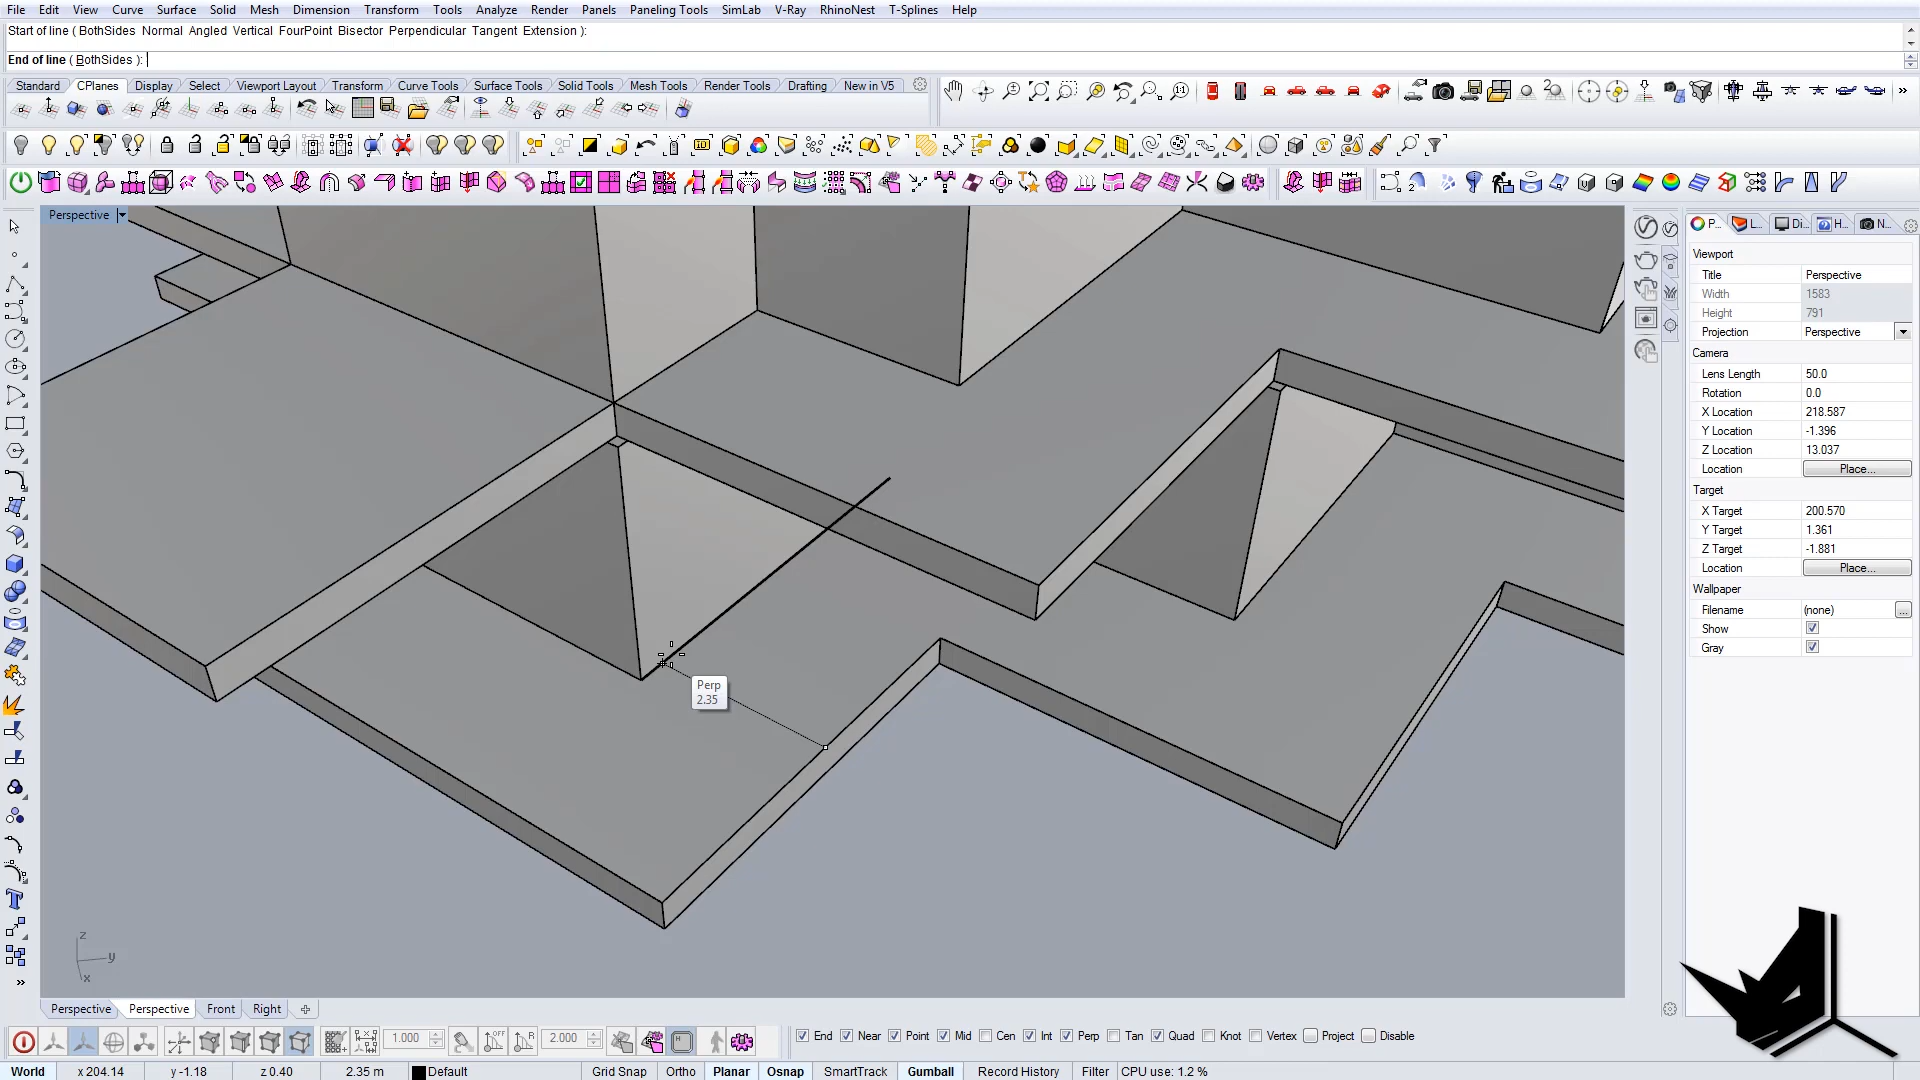 File Edit View Curve Surface Solid Mesh Dimension Transform Tools Analyze Render Panels Paneling Tools SimLab V-Ray RhinoNest T-Splines Help
Start of line ( BothSides Normal Angled Vertical FourPoint Bisector Perpendicular Tangent Extension ):
End of line ( BothSides ):
Standard CPlanes Display Select Viewport Layout Transform Curve Tools Surface Tools Solid Tools Mesh Tools Render Tools Drafting New in V5
Perspective
P... L... Di... H... N...
Viewport
Title Perspective
Width 1583
Height 791
Projection Perspective
Camera
Lens Length 50.0
Rotation 0.0
X Location 218.587
Y Location -1.396
Z Location 13.037
Location Place...
Target
X Target 200.570
Y Target 1.361
Z Target -1.881
Location Place...
Wallpaper
Filename (none) ...
Show
Gray
Perp
2.35
z
y
x
Perspective Perspective Front Right
1.000 2.000 End Near Point Mid Cen Int Perp Tan Quad Knot Vertex Project Disable
World x 204.14 y -1.18 z 0.40 2.35 m Default Grid Snap Ortho Planar Osnap SmartTrack Gumball Record History Filter CPU use: 1.2 %